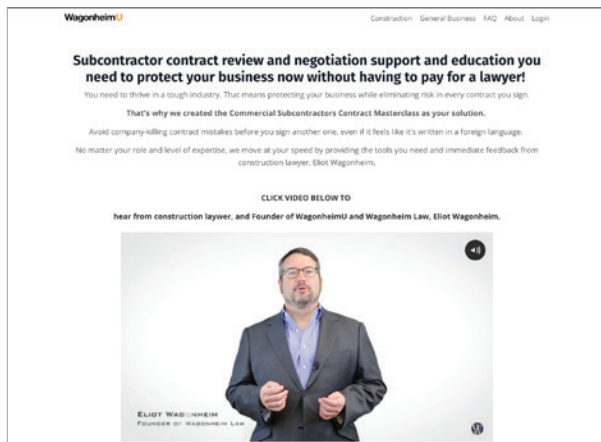 WagonheimU
Construction General Business FAQ About Login
Subcontractor contract review and negotiation support and education you
need to protect your business now without having to pay for a lawyer!
You need to thrive in a tough industry. That means protecting your business while eliminating risk in every contract you sign.
That's why we created the Commercial Subcontractors Contract Masterclass as your solution.
Avoid company-killing contract mistakes before you sign another one, even if it feels like it's written in a foreign language.
No matter your role and level of expertise, we move at your speed by providing the tools you need and immediate feedback from
construction lawyer, Eliot Wagonheim.
CLICK VIDEO BELOW TO
hear from construction laywer, and Founder of WagonheimU and Wagonheim Law, Eliot Wagonheim.
ELIOT WAGONHEIM
FOUNDER OF WAGONHEIM LAW